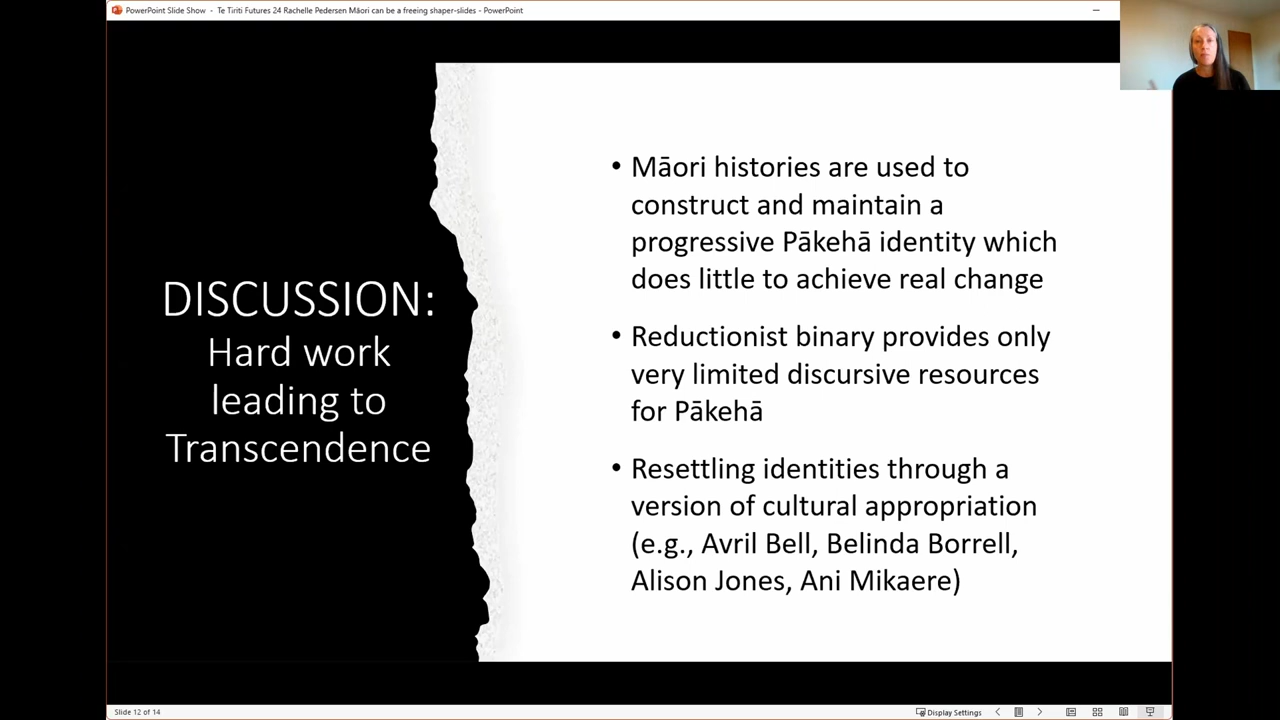 PowerPoint Slide Show - Te Tiriti Futures 24 Rachelle Pedersen Māori can be a freeing shaper-slides - PowerPoint
DISCUSSION:
Hard work
leading to
Transcendence
• Māori histories are used to
construct and maintain a
progressive Pākehā identity which
does little to achieve real change
• Reductionist binary provides only
very limited discursive resources
for Pākehā
• Resettling identities through a
version of cultural appropriation
(e.g., Avril Bell, Belinda Borrell,
Alison Jones, Ani Mikaere)
Slide 12 of 14
Display Settings